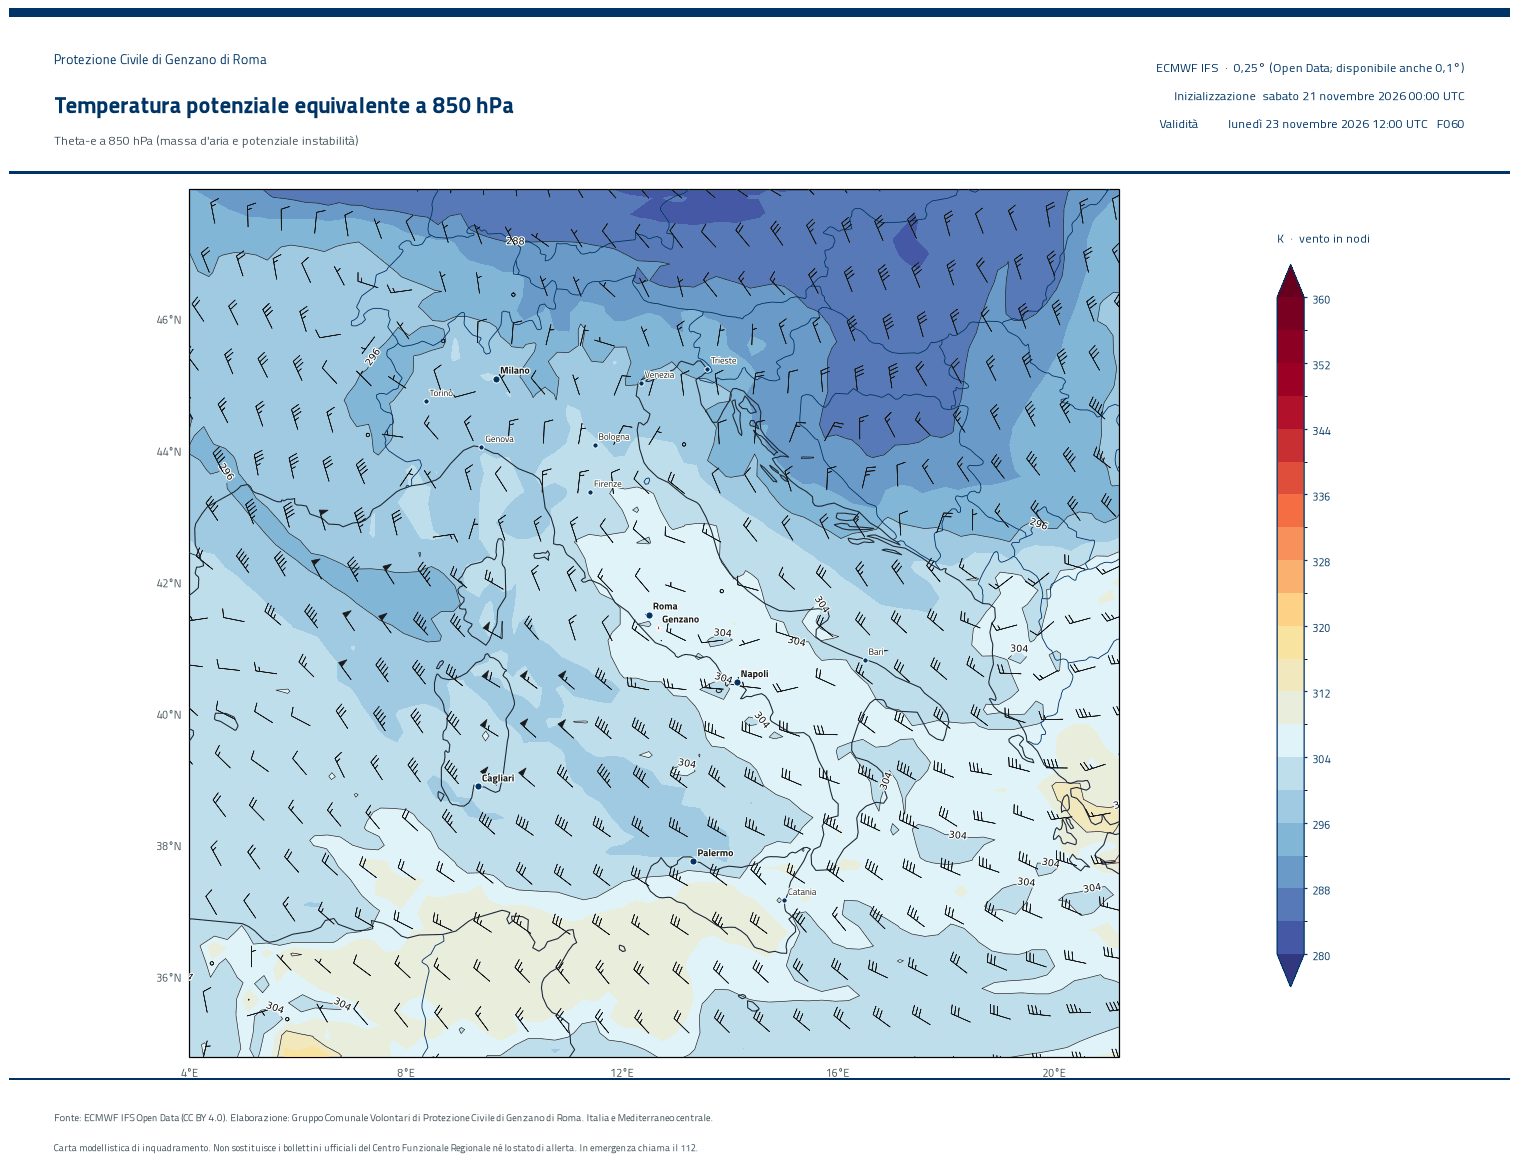 Protezione Civile di Genzano di Roma
Temperatura potenziale equivalente a 850 hPa
Theta-e a 850 hPa (massa d'aria e potenziale instabilità)
ECMWF IFS · 0,25° (Open Data; disponibile anche 0,1°)
Inizializzazione sabato 21 novembre 2026 00:00 UTC
Validità lunedì 23 novembre 2026 12:00 UTC F060
K · vento in nodi
360
352
344
336
328
320
312
304
296
288
280
46°N
44°N
42°N
40°N
38°N
36°N
4°E
8°E
12°E
16°E
20°E
288
296
Milano
Torino
Venezia
Trieste
Genova
Bologna
296
Firenze
296
Roma
Genzano
304
304
304
304
Bari
304
Napoli
304
304
304
Cagliari
304
304
Palermo
304
304
Catania
304
304
Fonte: ECMWF IFS Open Data (CC BY 4.0). Elaborazione: Gruppo Comunale Volontari di Protezione Civile di Genzano di Roma. Italia e Mediterraneo centrale.
Carta modellistica di inquadramento. Non sostituisce i bollettini ufficiali del Centro Funzionale Regionale né lo stato di allerta. In emergenza chiama il 112.